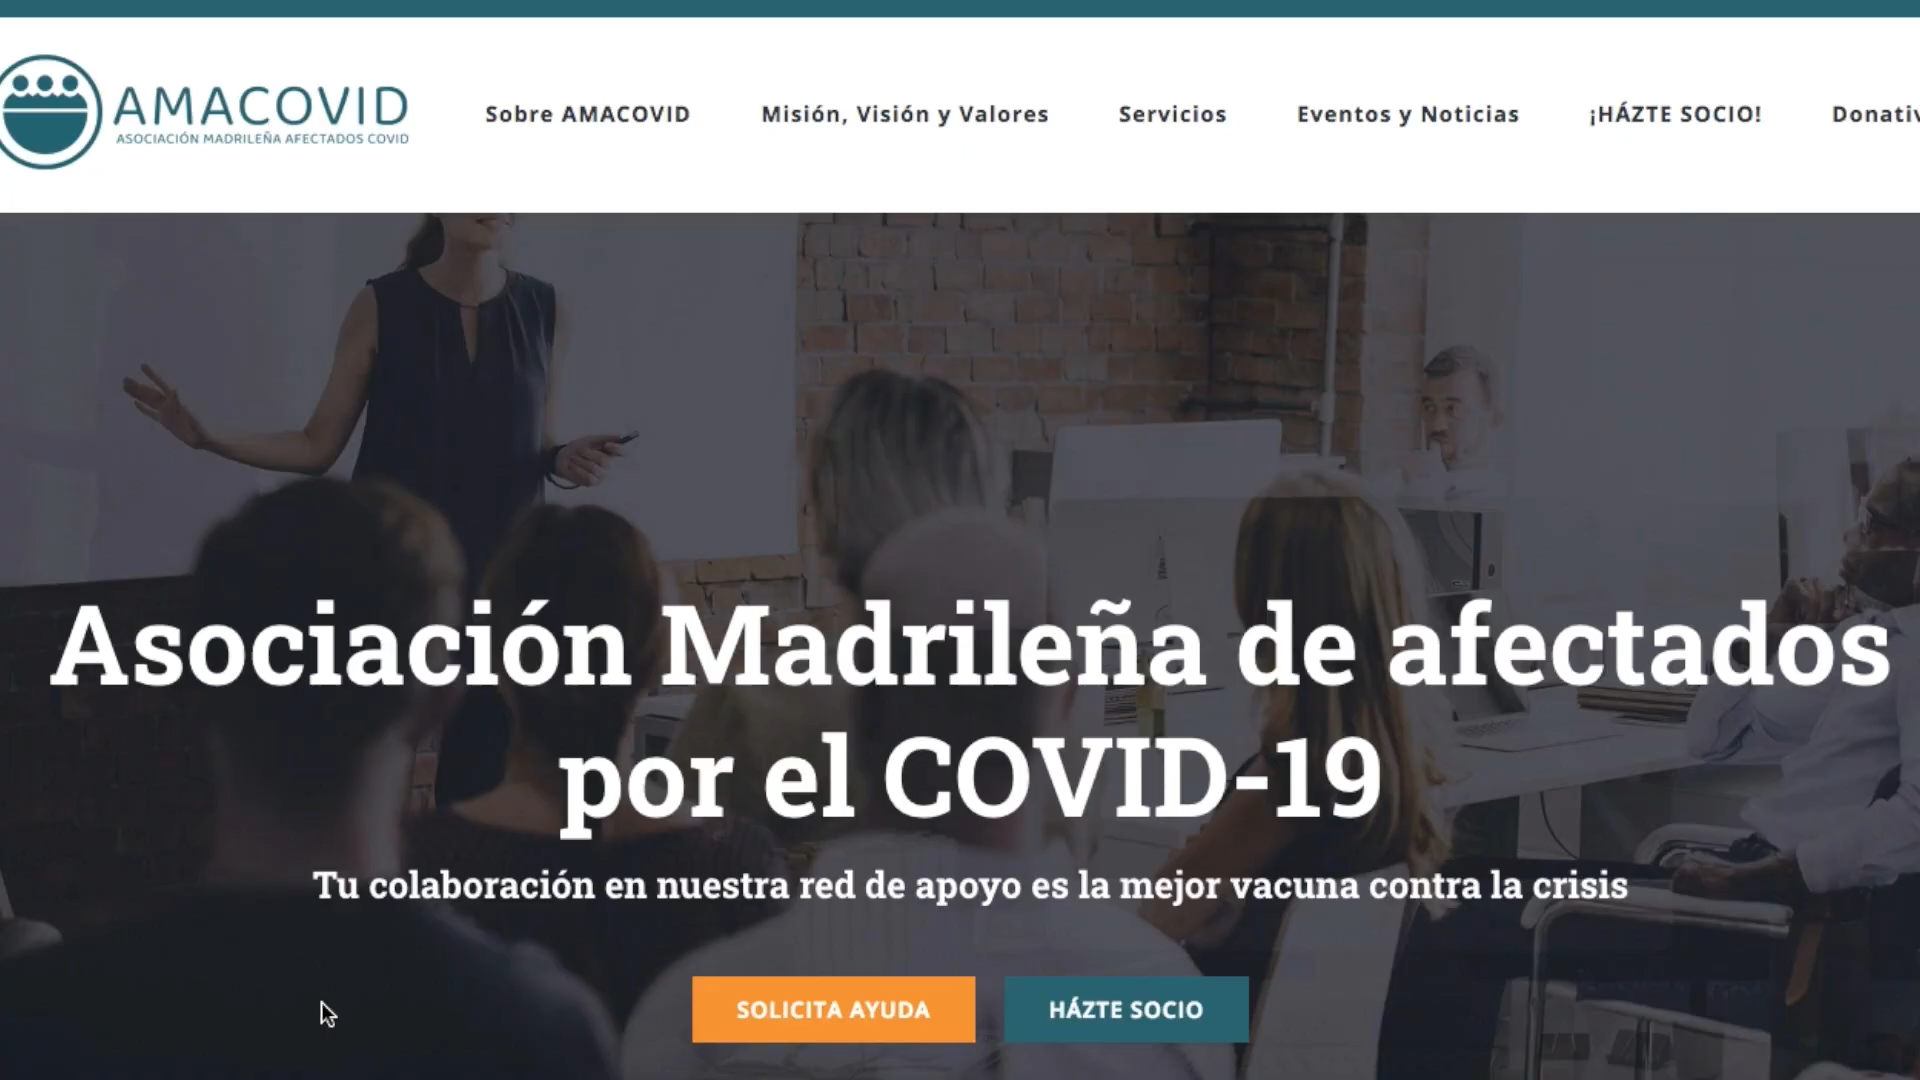 AMACOVID
ASOCIACIÓN MADRILEÑA AFECTADOS COVID
Sobre AMACOVID
Misión, Visión y Valores
Servicios
Eventos y Noticias
¡HÁZTE SOCIO!
Donativ
Asociación Madrileña de afectados
por el COVID-19
Tu colaboración en nuestra red de apoyo es la mejor vacuna contra la crisis
SOLICITA AYUDA
HÁZTE SOCIO